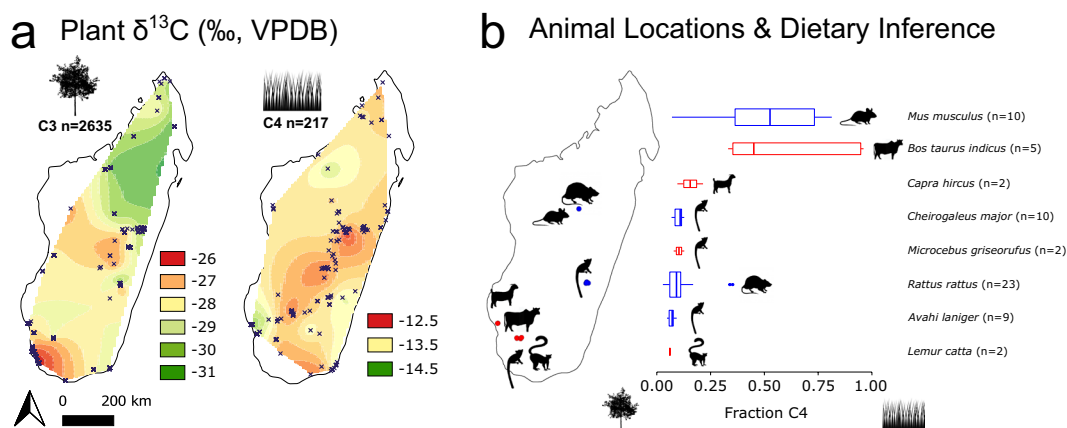 a Plant δ¹³C (‰, VPDB)
C3 n=2635
C4 n=217
-26
-27
-28
-29
-30
-31
-12.5
-13.5
-14.5
0 200 km
b Animal Locations & Dietary Inference
Mus musculus (n=10)
Bos taurus indicus (n=5)
Capra hircus (n=2)
Cheirogaleus major (n=10)
Microcebus griseorufus (n=2)
Rattus rattus (n=23)
Avahi laniger (n=9)
Lemur catta (n=2)
0.00 0.25 0.50 0.75 1.00
Fraction C4